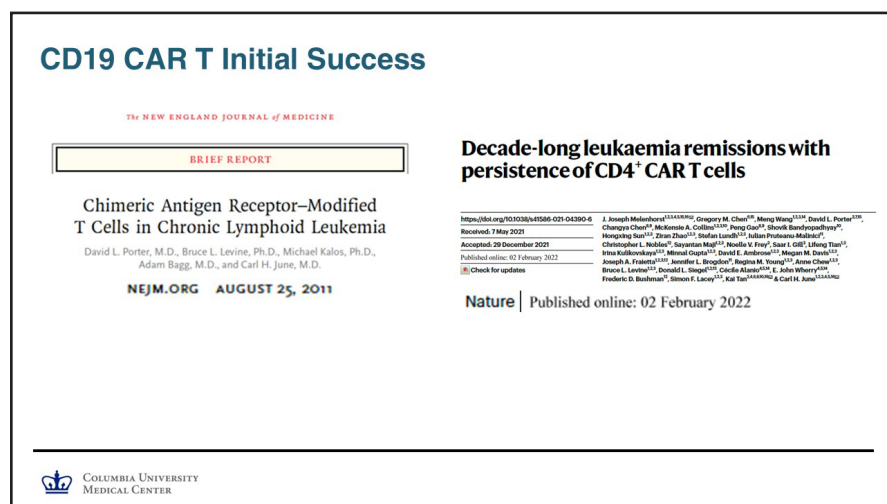 CD19 CAR T Initial Success
The NEW ENGLAND JOURNAL of MEDICINE
BRIEF REPORT
Chimeric Antigen Receptor–Modified
T Cells in Chronic Lymphoid Leukemia
David L. Porter, M.D., Bruce L. Levine, Ph.D., Michael Kalos, Ph.D.,
Adam Bagg, M.D., and Carl H. June, M.D.
NEJM.ORG AUGUST 25, 2011
Decade-long leukaemia remissions with
persistence of CD4+ CAR T cells
https://doi.org/10.1038/s41586-021-04390-6
Received: 7 May 2021
Accepted: 29 December 2021
Published online: 02 February 2022
Check for updates
J. Joseph Melenhorst, Gregory M. Chen, Meng Wang, David L. Porter,
Changya Chen, McKensie A. Collins, Peng Gao, Shovik Bandyopadhyay,
Hongxing Sun, Ziran Zhao, Stefan Lundh, Iulian Pruteanu-Malinici,
Christopher L. Nobles, Sayantan Maji, Noelle V. Frey, Saar I. Gill, Lifeng Tian,
Irina Kulikovskaya, Minnal Gupta, David E. Ambrose, Megan M. Davis,
Joseph A. Fraietta, Jennifer L. Brogdon, Regina M. Young, Anne Chew,
Bruce L. Levine, Donald L. Siegel, Cécile Alanio, E. John Wherry,
Frederic D. Bushman, Simon F. Lacey, Kai Tan & Carl H. June
Nature | Published online: 02 February 2022
COLUMBIA UNIVERSITY
MEDICAL CENTER